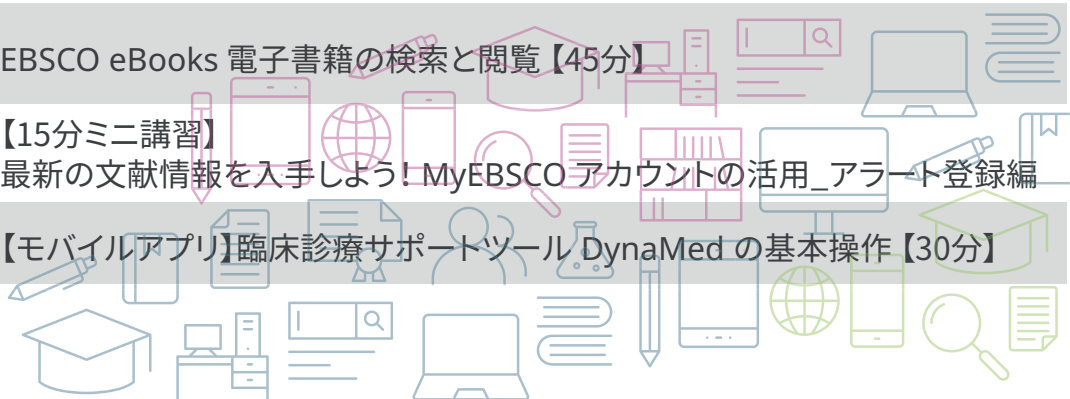 EBSCO eBooks 電子書籍の検索と閲覧【45分】
【15分ミニ講習】
最新の文献情報を入手しよう! MyEBSCO アカウントの活用_アラート登録編
【モバイルアプリ】臨床診療サポートツール DynaMed の基本操作【30分】